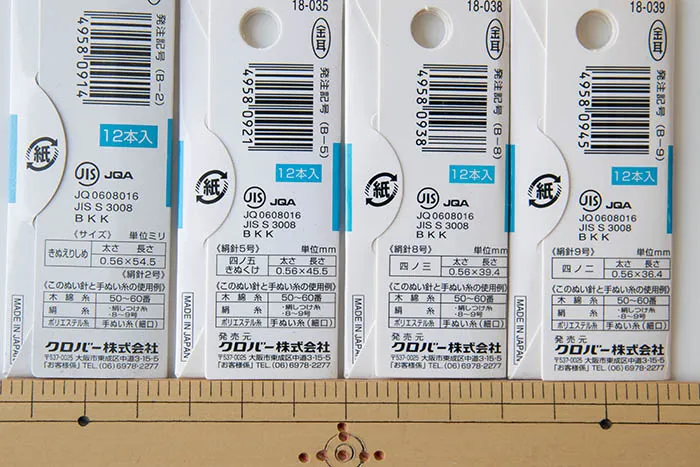 発注記号 (B-2)
4958 0914
12本入
紙
JIS JQA
JQ0608016
JIS S 3008
BKK
〈サイズ〉 単位ミリ
きぬえりしめ
太さ 長さ
0.56×54.5
〈絹針2号〉
〈このぬい針と手ぬい糸の使用例〉
木綿糸 50〜60番
絹糸 ・絹しつけ糸 ・8〜9号
ポリエステル糸 手ぬい糸(細口)
発売元
クロバー株式会社
〒537-0025 大阪市東成区中道3-15-5
「お客様係」TEL.(06)6978-2277
MADE IN JAPAN
18-035
金耳
発注記号 (B-5)
4958 0921
12本入
紙
JIS JQA
JQ0608016
JIS S 3008
BKK
〈絹針5号〉 単位mm
四ノ五
きぬくけ
太さ 長さ
0.56×45.5
〈このぬい針と手ぬい糸の使用例〉
木綿糸 50〜60番
絹糸 ・絹しつけ糸 ・8〜9号
ポリエステル糸 手ぬい糸(細口)
発売元
クロバー株式会社
〒537-0025 大阪市東成区中道3-15-5
「お客様係」TEL.(06)6978-2277
MADE IN JAPAN
18-038
金耳
発注記号 (B-8)
4958 0938
12本入
紙
JIS JQA
JQ0608016
JIS S 3008
BKK
〈絹針8号〉 単位mm
四ノ三
太さ 長さ
0.56×39.4
〈このぬい針と手ぬい糸の使用例〉
木綿糸 50〜60番
絹糸 ・絹しつけ糸 ・8〜9号
ポリエステル糸 手ぬい糸(細口)
発売元
クロバー株式会社
〒537-0025 大阪市東成区中道3-15-5
「お客様係」TEL.(06)6978-2277
MADE IN JAPAN
18-039
金耳
発注記号 (B-9)
4958 0945
12本入
紙
JIS JQA
JQ0608016
JIS S 3008
BKK
〈絹針9号〉 単位mm
四ノ二
太さ 長さ
0.56×36.4
〈このぬい針と手ぬい糸の使用例〉
木綿糸 50〜60番
絹糸 ・絹しつけ糸 ・8〜9号
ポリエステル糸 手ぬい糸(細口)
発売元
クロバー株式会社
〒537-0025 大阪市東成区中道3-15-5
「お客様係」TEL.(06)6978-2277
MADE IN JAPAN